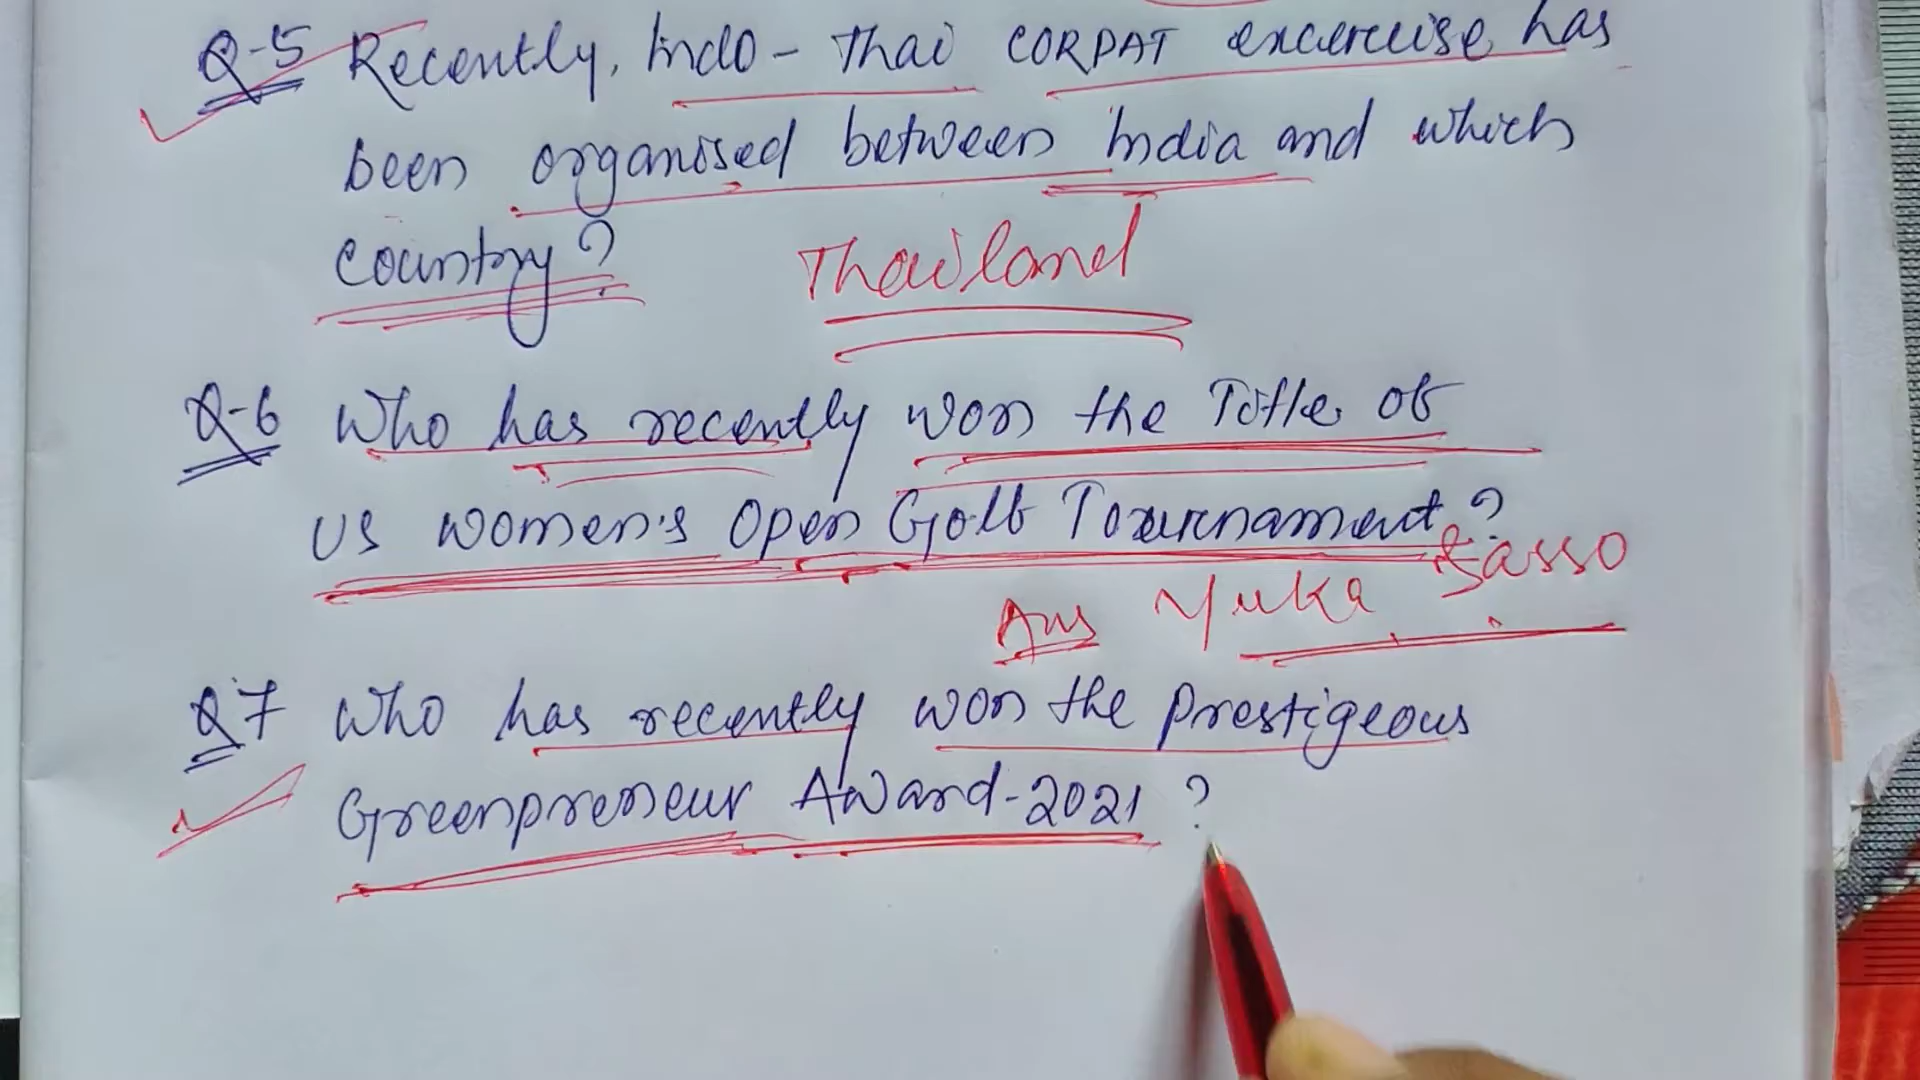 Q-5 Recently, Indo - Thai CORPAT excercise has
been organised between India and which
country? Thailand
Q-6 Who has recently won the Title of
US Women's Open Golf Tournament?
Ans Yuka Sasso
Q7 Who has recently won the prestigeous
Greenpreneur Award-2021?